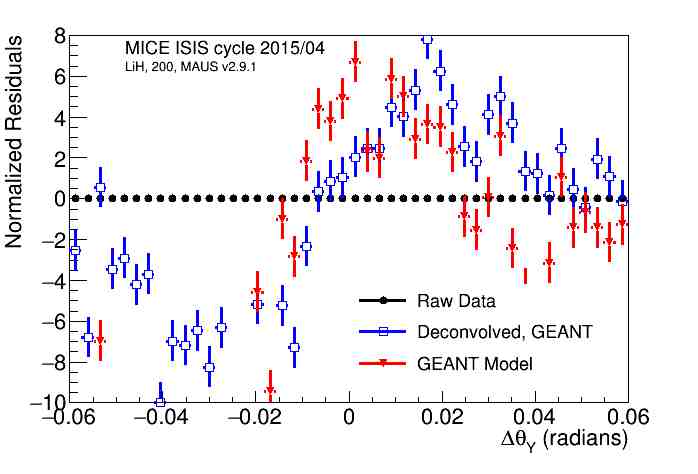 MICE ISIS cycle 2015/04
LiH, 200, MAUS v2.9.1
Normalized Residuals
8
6
4
2
0
−2
−4
−6
−8
−10
Raw Data
Deconvolved, GEANT
GEANT Model
−0.06 −0.04 −0.02 0 0.02 0.04 0.06
Δθ_Y (radians)